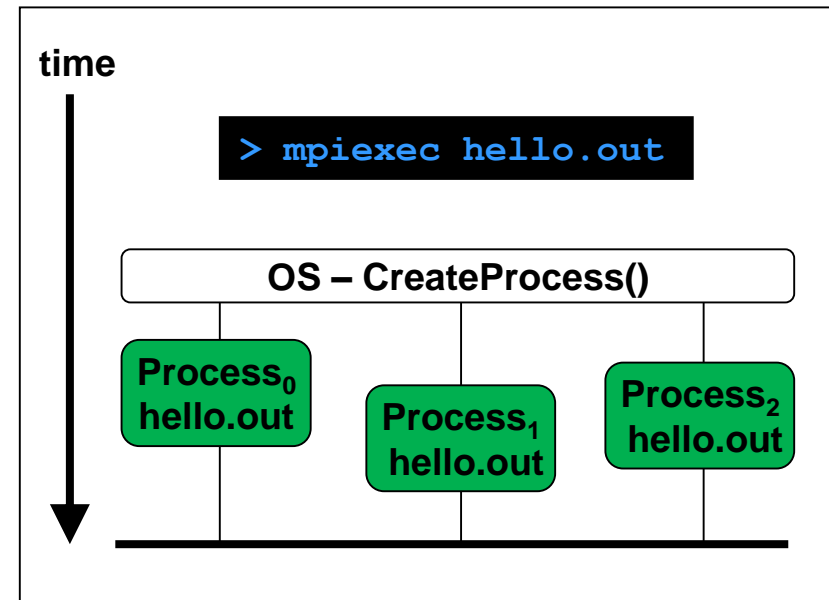 time
> mpiexec hello.out
OS – CreateProcess()
Process₀
hello.out
Process₁
hello.out
Process₂
hello.out